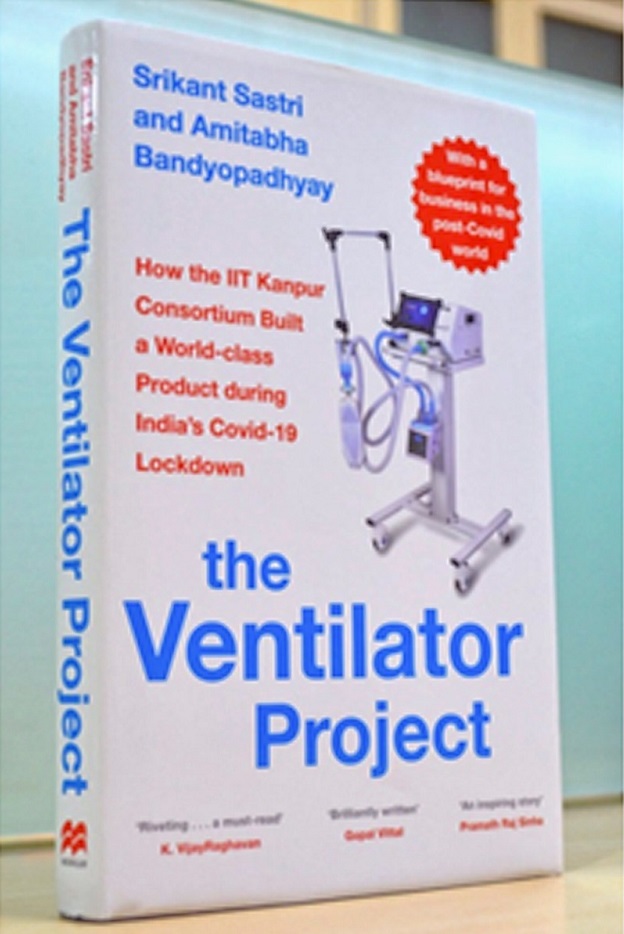 Srikant Sastri
and Amitabha
Bandyopadhyay
With a
blueprint for
business in the
post-Covid
world
How the IIT Kanpur
Consortium Built
a World-class
Product during
India's Covid-19
Lockdown
the
Ventilator
Project
'Riveting . . . a must-read'
K. VijayRaghavan
'Brilliantly written'
Gopal Vittal
'An inspiring story'
Pramath Raj Sinha
Srikant Sastri
and Amitabha
Bandyopadhyay
The Ventilator Project